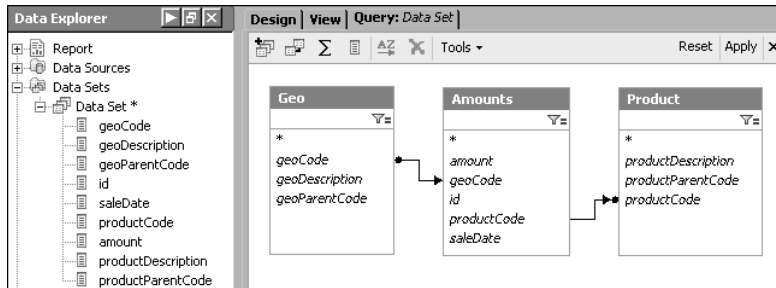 Data Explorer
Report
Data Sources
Data Sets
Data Set *
geoCode
geoDescription
geoParentCode
id
saleDate
productCode
amount
productDescription
productParentCode
Design | View | Query: Data Set
Σ AZ Tools Reset Apply
Geo
*
geoCode
geoDescription
geoParentCode
Amounts
*
amount
geoCode
id
productCode
saleDate
Product
*
productDescription
productParentCode
productCode